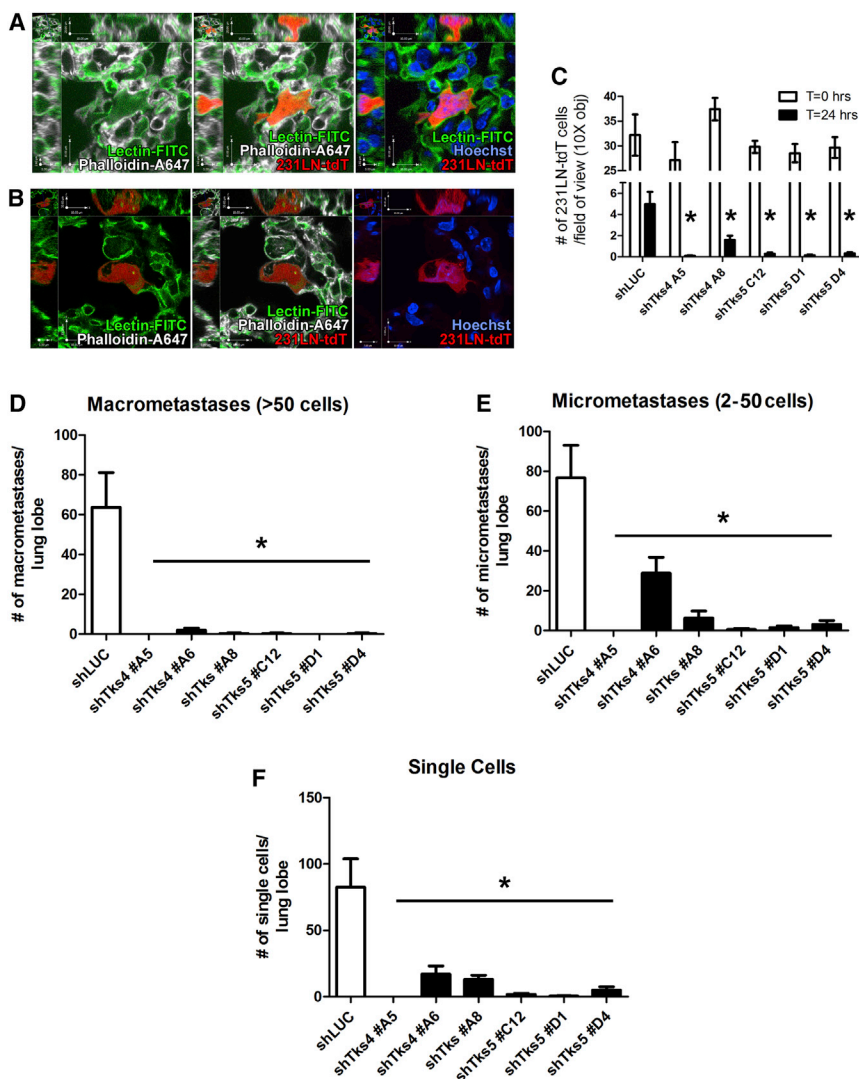 A
Lectin-FITC
Phalloidin-A647
Lectin-FITC
Phalloidin-A647
231LN-tdT
Lectin-FITC
Hoechst
231LN-tdT
B
Lectin-FITC
Phalloidin-A647
Lectin-FITC
Phalloidin-A647
231LN-tdT
Hoechst
231LN-tdT
C
T=0 hrs
T=24 hrs
# of 231LN-tdT cells
/field of view (10X obj)
45
40
35
30
25
6
4
2
0
* * * * *
shLUC
shTks4 A5
shTks4 A8
shTks5 C12
shTks5 D1
shTks5 D4
D
Macrometastases (>50 cells)
# of macrometastases/
lung lobe
100
80
60
40
20
0
*
shLUC
shTks4 #A5
shTks4 #A6
shTks #A8
shTks5 #C12
shTks5 #D1
shTks5 #D4
E
Micrometastases (2-50 cells)
# of micrometastases/
lung lobe
100
80
60
40
20
0
*
shLUC
shTks4 #A5
shTks4 #A6
shTks #A8
shTks5 #C12
shTks5 #D1
shTks5 #D4
F
Single Cells
# of single cells/
lung lobe
150
100
50
0
*
shLUC
shTks4 #A5
shTks4 #A6
shTks #A8
shTks5 #C12
shTks5 #D1
shTks5 #D4